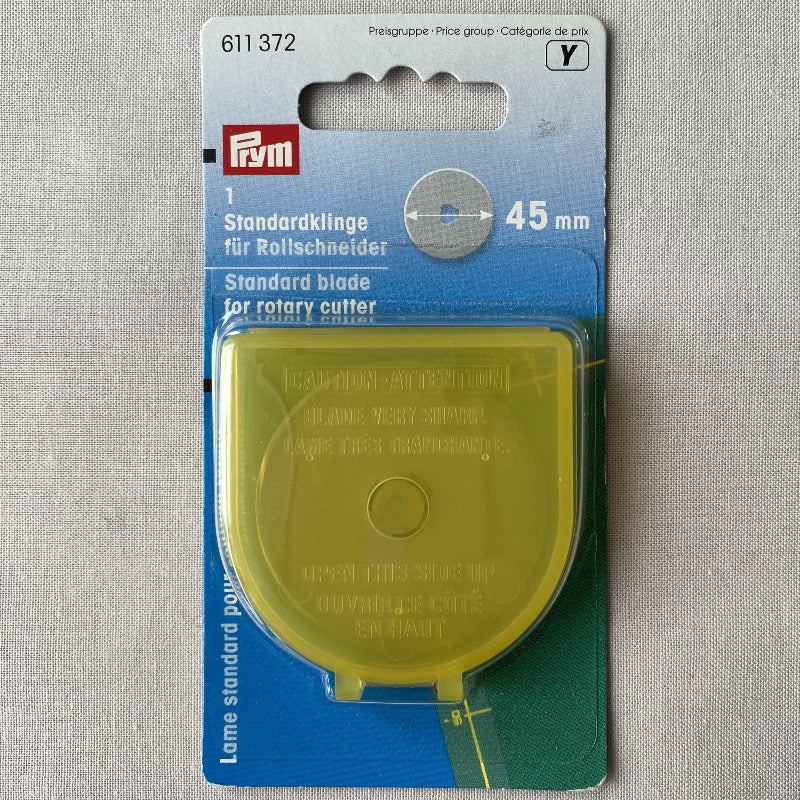 611 372
Preisgruppe · Price group · Catégorie de prix
Y
Prym
1
Standardklinge
für Rollschneider
45 mm
Standard blade
for rotary cutter
CAUTION - ATTENTION
BLADE VERY SHARP.
LAME TRÈS TRANCHANTE.
OPEN THIS SIDE UP
OUVRIR CE CÔTÉ
EN HAUT
Lame standard pour
8